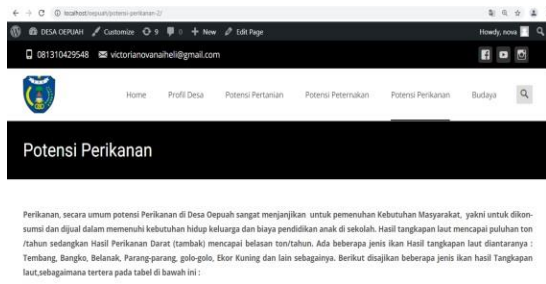 localhost/oepuah/potensi-perikanan-2/
DESA OEPUAH Customize 9 0 New Edit Page Howdy, nova
081310429548 victorianovanaiheli@gmail.com
Home Profil Desa Potensi Pertanian Potensi Peternakan Potensi Perikanan Budaya
Potensi Perikanan
Perikanan, secara umum potensi Perikanan di Desa Oepuah sangat menjanjikan untuk pemenuhan Kebutuhan Masyarakat, yakni untuk dikon-
sumsi dan dijual dalam memenuhi kebutuhan hidup keluarga dan biaya pendidikan anak di sekolah. Hasil tangkapan laut mencapai puluhan ton
/tahun sedangkan Hasil Perikanan Darat (tambak) mencapai belasan ton/tahun. Ada beberapa jenis ikan Hasil tangkapan laut diantaranya :
Tembang, Bangko, Belanak, Parang-parang, golo-golo, Ekor Kuning dan lain sebagainya. Berikut disajikan beberapa jenis ikan hasil Tangkapan
laut,sebagaimana tertera pada tabel di bawah ini :